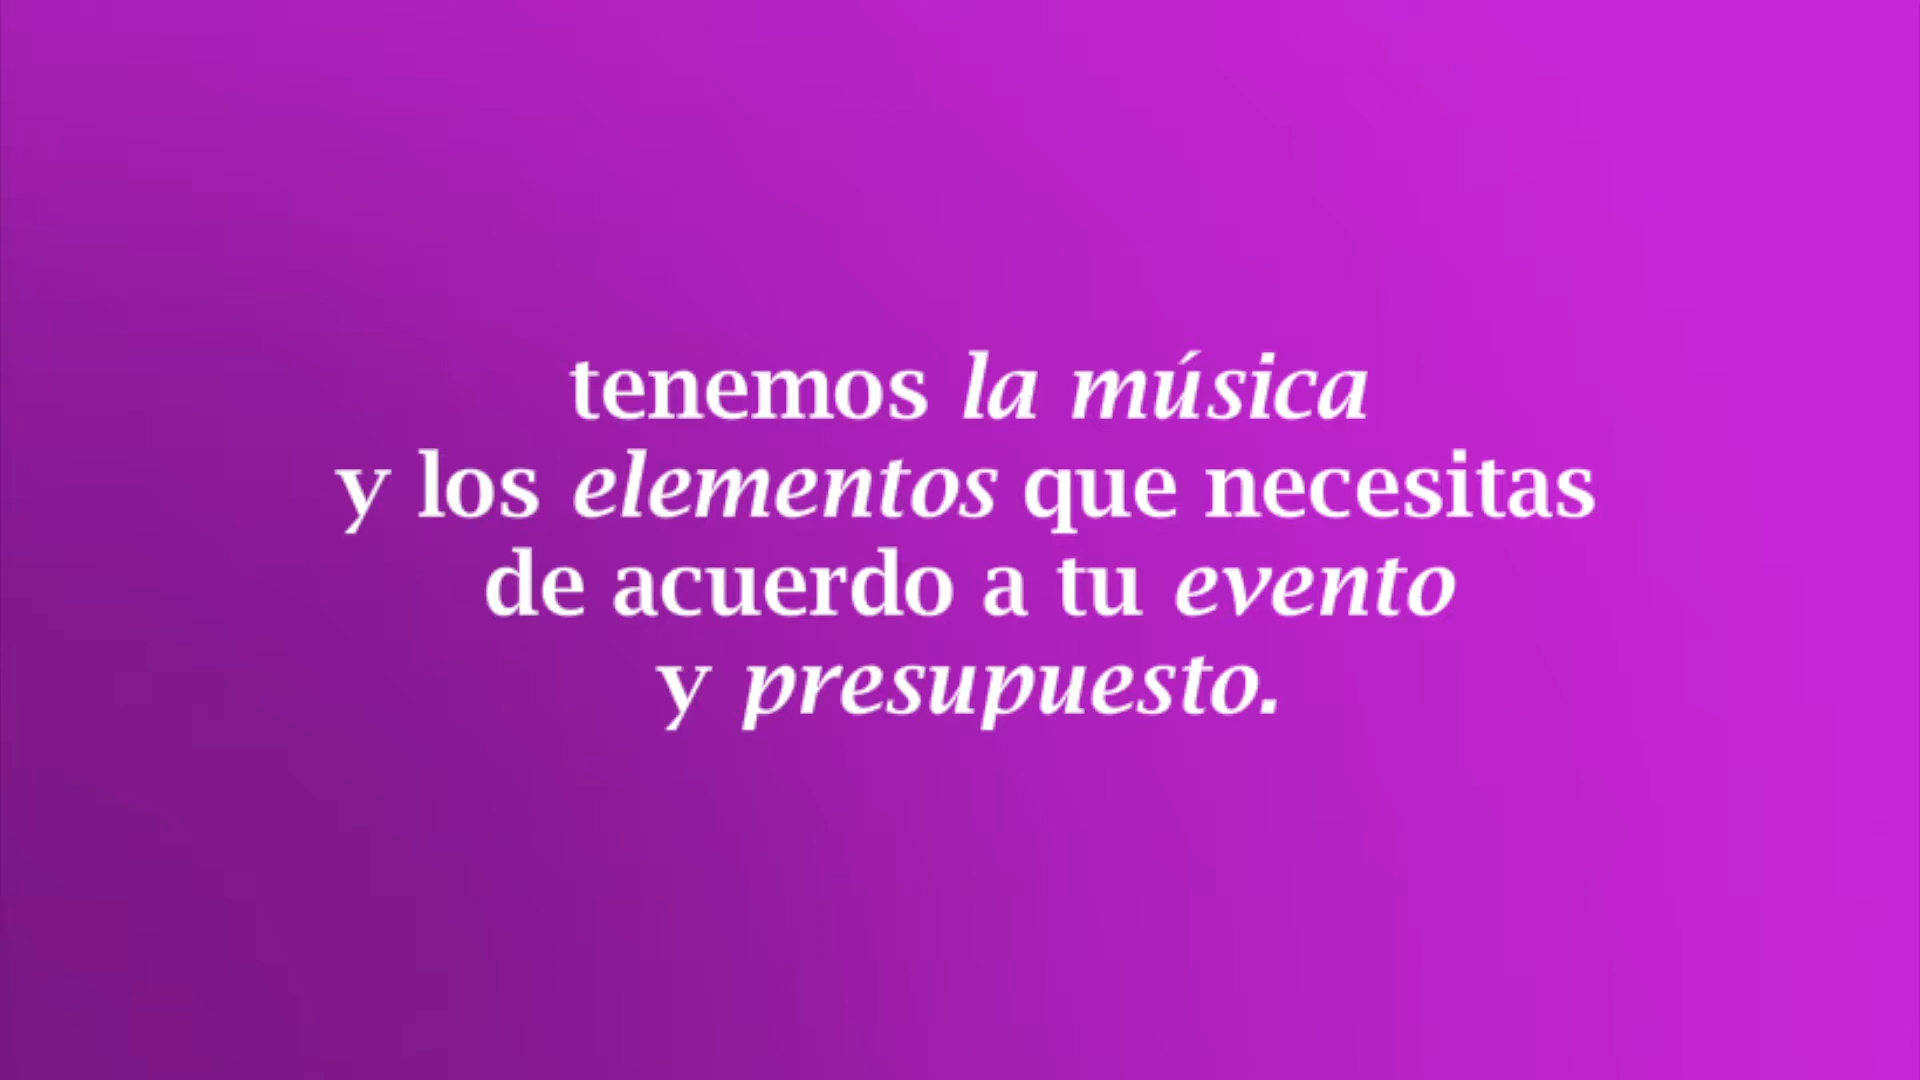 tenemos la música
y los elementos que necesitas
de acuerdo a tu evento
y presupuesto.